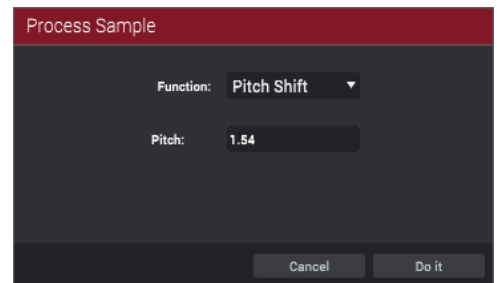 Process Sample
Function: Pitch Shift
Pitch: 1.54
Cancel Do it